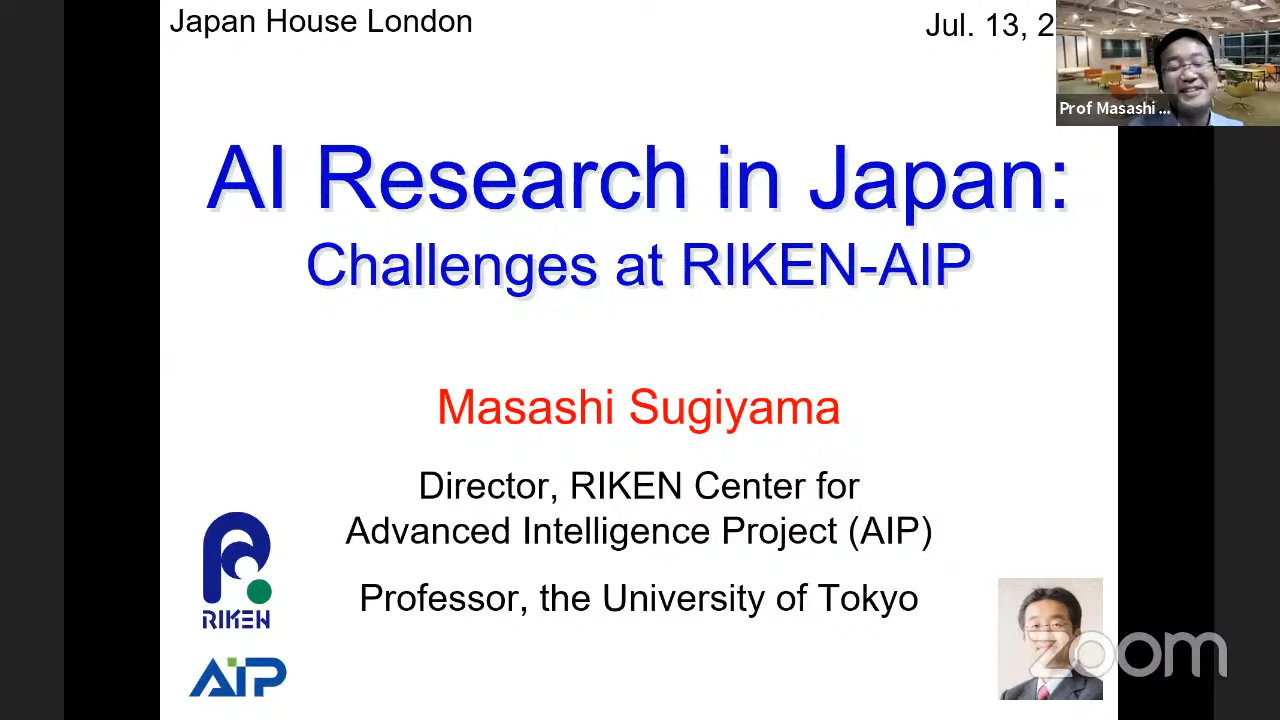 Japan House London
Jul. 13, 2
Prof Masashi ...
AI Research in Japan:
Challenges at RIKEN-AIP
Masashi Sugiyama
Director, RIKEN Center for
Advanced Intelligence Project (AIP)
Professor, the University of Tokyo
RIKEN
AIP
zoom